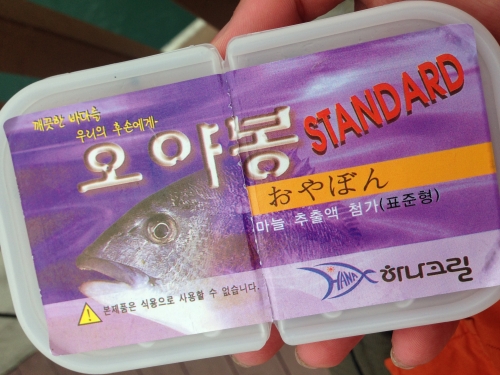 깨끗한 바다를
우리의 후손에게-
오야봉 STANDARD
おやぼん
마늘 추출액 첨가(표준형)
HANA 하나크릴
본제품은 식용으로 사용할 수 없습니다.